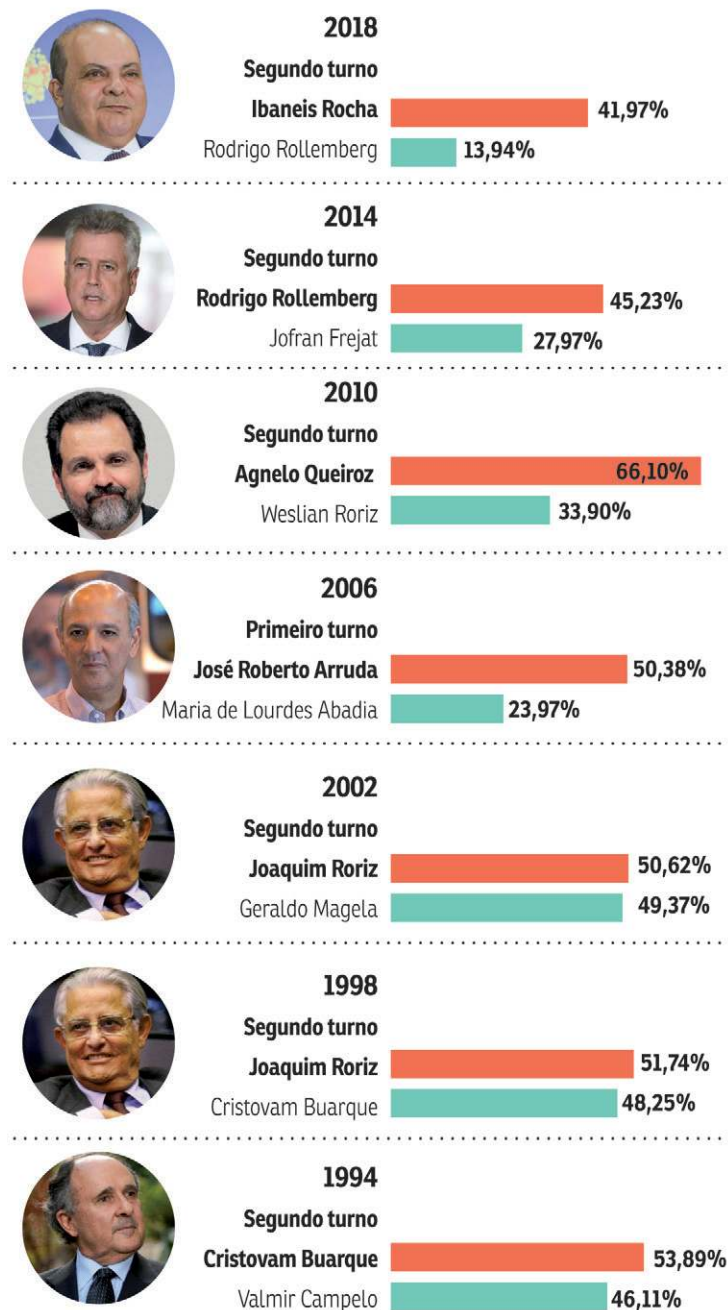 2018
Segundo turno
Ibaneis Rocha 41,97%
Rodrigo Rollemberg 13,94%
2014
Segundo turno
Rodrigo Rollemberg 45,23%
Jofran Frejat 27,97%
2010
Segundo turno
Agnelo Queiroz 66,10%
Weslian Roriz 33,90%
2006
Primeiro turno
José Roberto Arruda 50,38%
Maria de Lourdes Abadia 23,97%
2002
Segundo turno
Joaquim Roriz 50,62%
Geraldo Magela 49,37%
1998
Segundo turno
Joaquim Roriz 51,74%
Cristovam Buarque 48,25%
1994
Segundo turno
Cristovam Buarque 53,89%
Valmir Campelo 46,11%